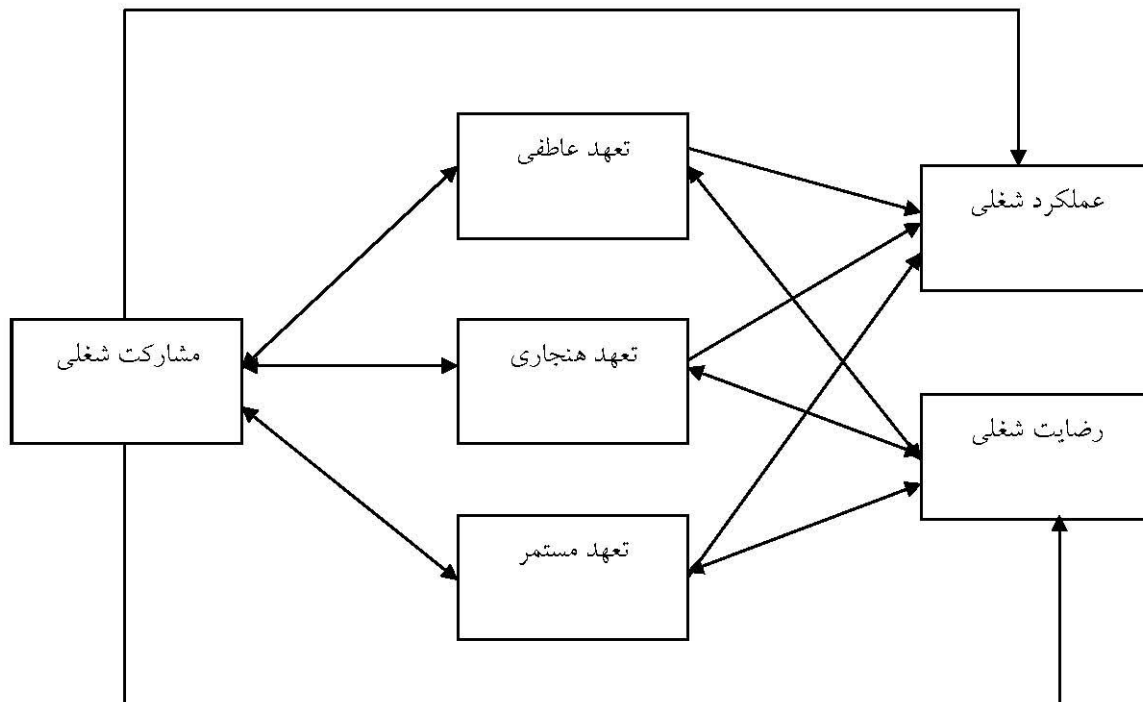 تعهد عاطفی
عملکرد شغلی
مشارکت شغلی
تعهد هنجاری
رضایت شغلی
تعهد مستمر